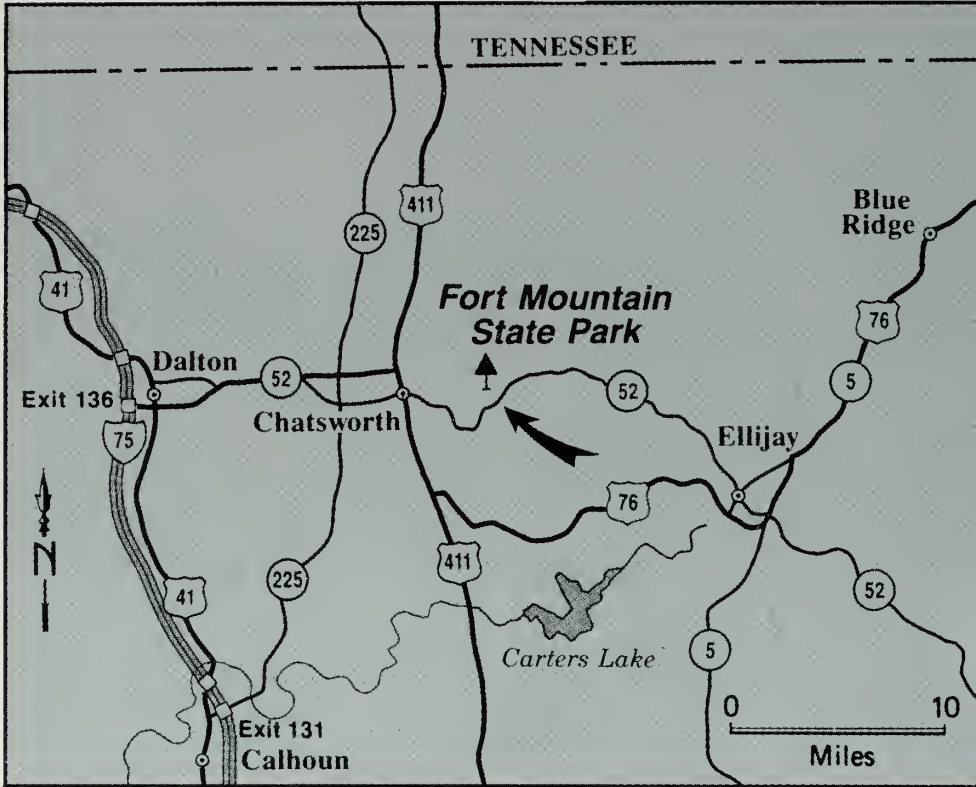 TENNESSEE
411
225
Blue
Ridge
41
Fort Mountain
State Park
76
Dalton
52
52
5
Exit 136
Chatsworth
Ellijay
75
76
N
411
225
41
52
Carters Lake
5
0 10
Exit 131
Miles
Calhoun